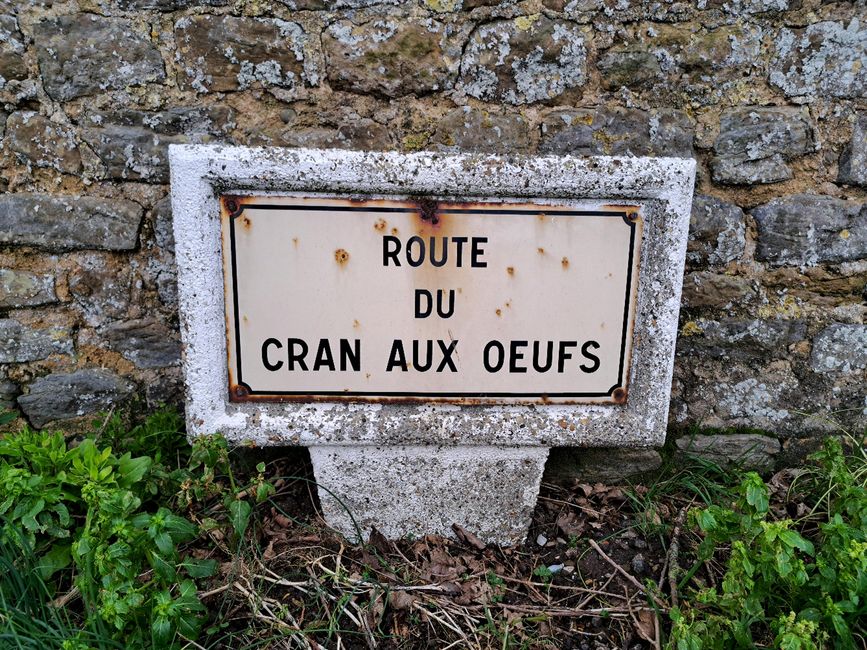 ROUTE
DU
CRAN AUX OEUFS